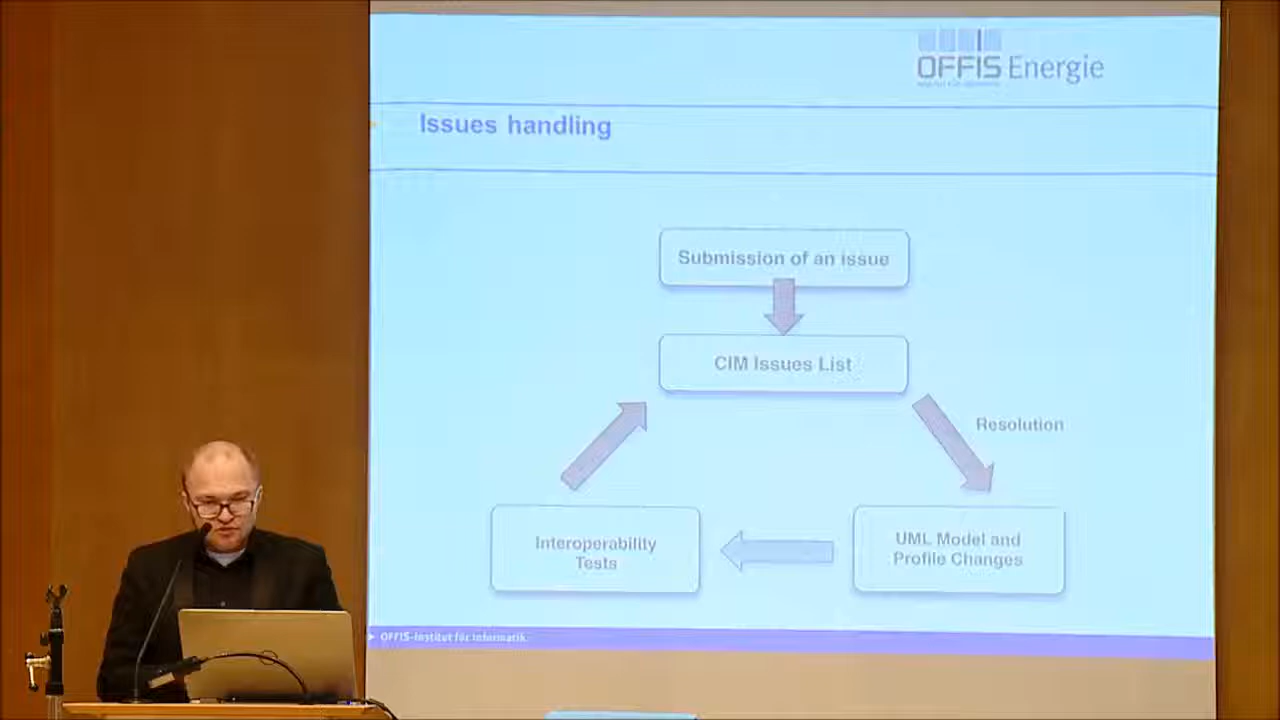 OFFIS Energie
Issues handling
Submission of an issue
CIM Issues List
Resolution
Interoperability
Tests
UML Model and
Profile Changes
OFFIS-Institut für Informatik